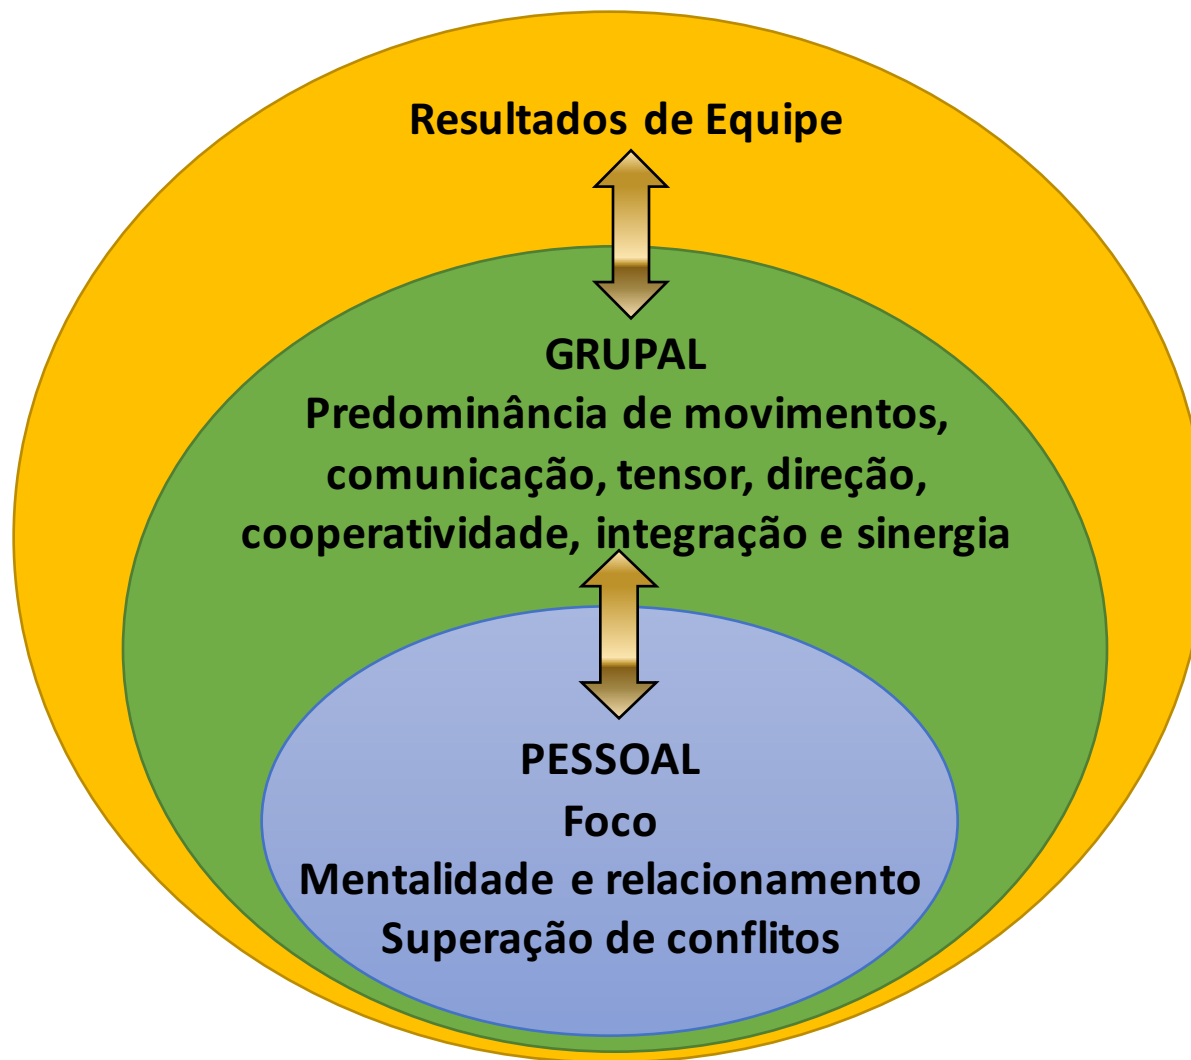 Resultados de Equipe
GRUPAL
Predominância de movimentos,
comunicação, tensor, direção,
cooperatividade, integração e sinergia
PESSOAL
Foco
Mentalidade e relacionamento
Superação de conflitos